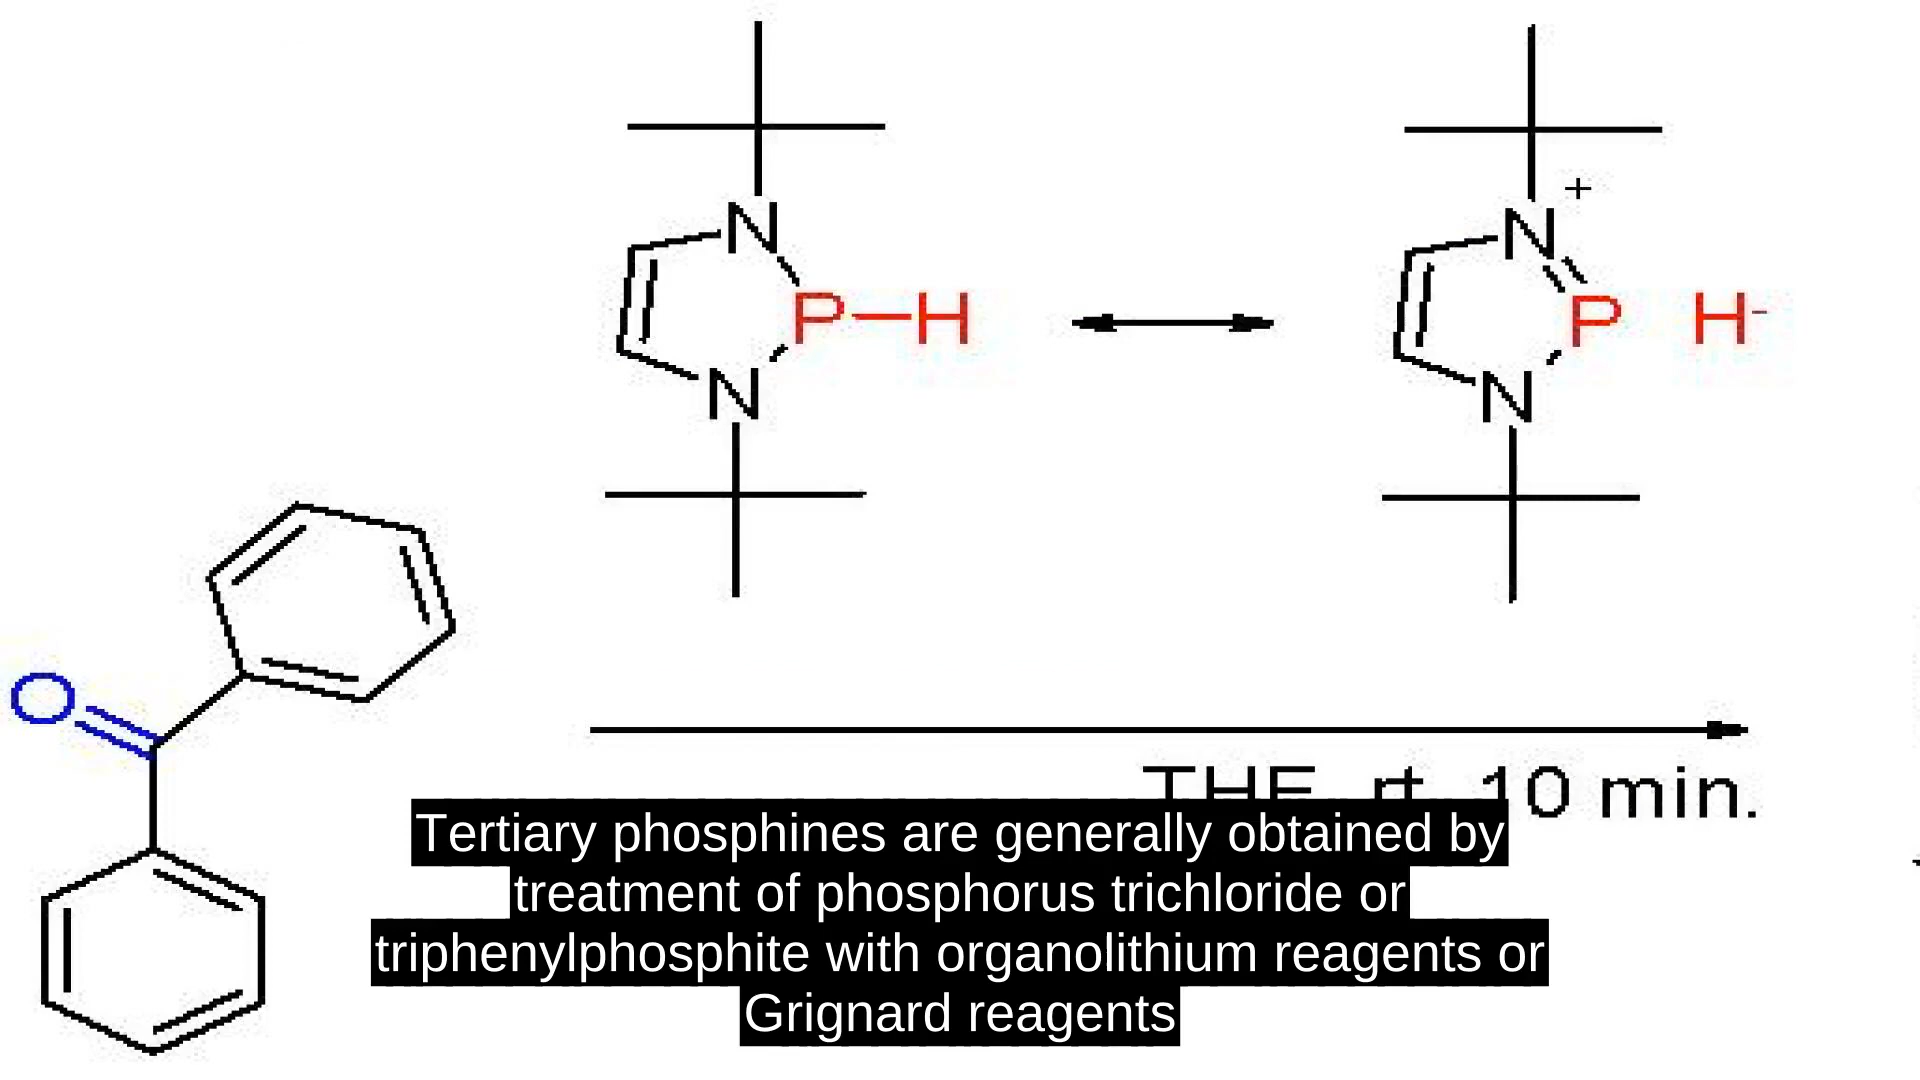 N
+
N
P-H
P H-
N
N
O
THF, rt, 10 min.
Tertiary phosphines are generally obtained by
treatment of phosphorus trichloride or
triphenylphosphite with organolithium reagents or
Grignard reagents